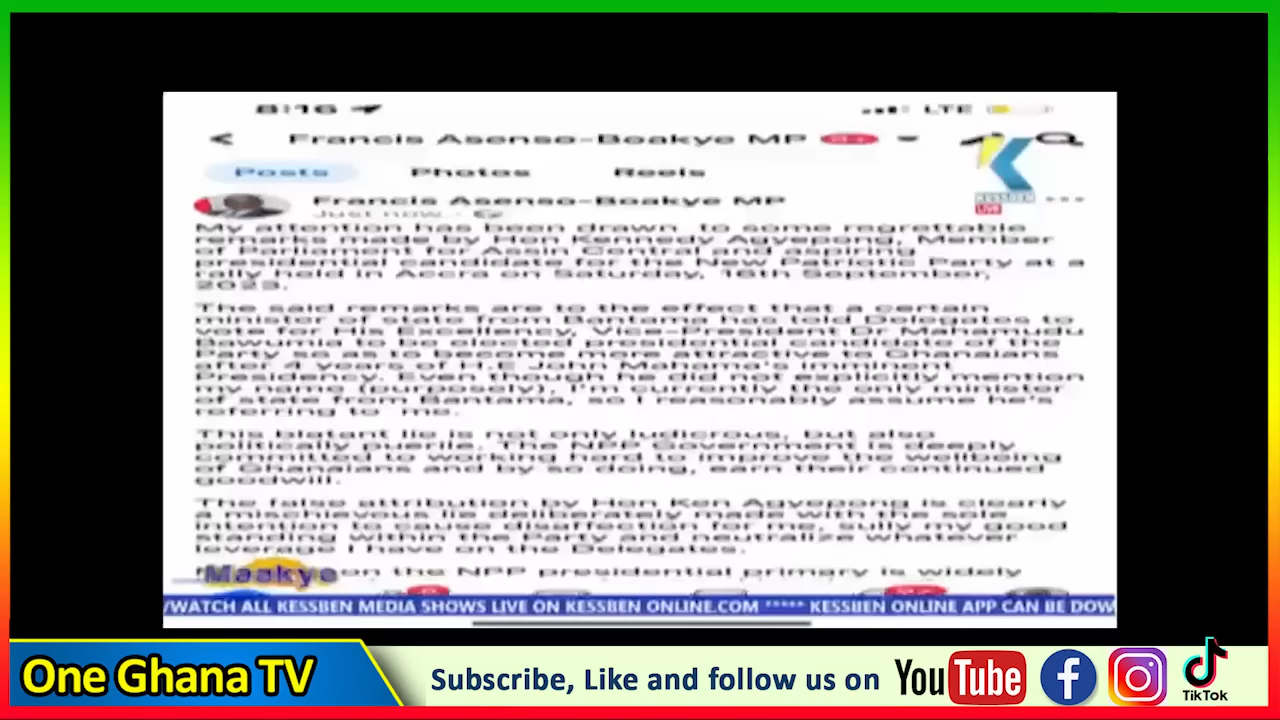 8:16
LTE
Francis Asenso-Boakye MP
Posts Photos Reels
KESSBEN
LIVE
Francis Asenso-Boakye MP
Just now
My attention has been drawn to some regrettable
remarks made by Hon Kennedy Agyepong, Member
of Parliament for Assin Central and aspiring
presidential candidate for the New Patriotic Party at a
rally held in Accra on Saturday, 16th September,
2023.
The said remarks are to the effect that a certain
minister of state from Bantama has told Delegates to
vote for His Excellency, Vice-President Dr Mahamudu
Bawumia to be elected presidential candidate of the
Party so as to become more attractive to Ghanaians
after 4 years of H.E John Mahama's imminent
Presidency. Even though he did not explicitly mention
my name (purposely), I'm currently the only minister
of state from Bantama, so I reasonably assume he's
referring to me.
This blatant lie is not only ludicrous, but also
politically puerile. The NPP Government is deeply
committed to working hard to improve the wellbeing
of Ghanaians and by so doing, earn their continued
goodwill.
The false attribution by Hon Ken Agyepong is clearly
a mischievous lie deliberately made with the sole
intention to cause disaffection for me, sully my good
standing within the Party and neutralize whatever
leverage I have on the Delegates.
on the NPP presidential primary is widely
Maakye
/WATCH ALL KESSBEN MEDIA SHOWS LIVE ON KESSBEN ONLINE.COM ***** KESSBEN ONLINE APP CAN BE DOW
One Ghana TV
Subscribe, Like and follow us on YouTube
TikTok